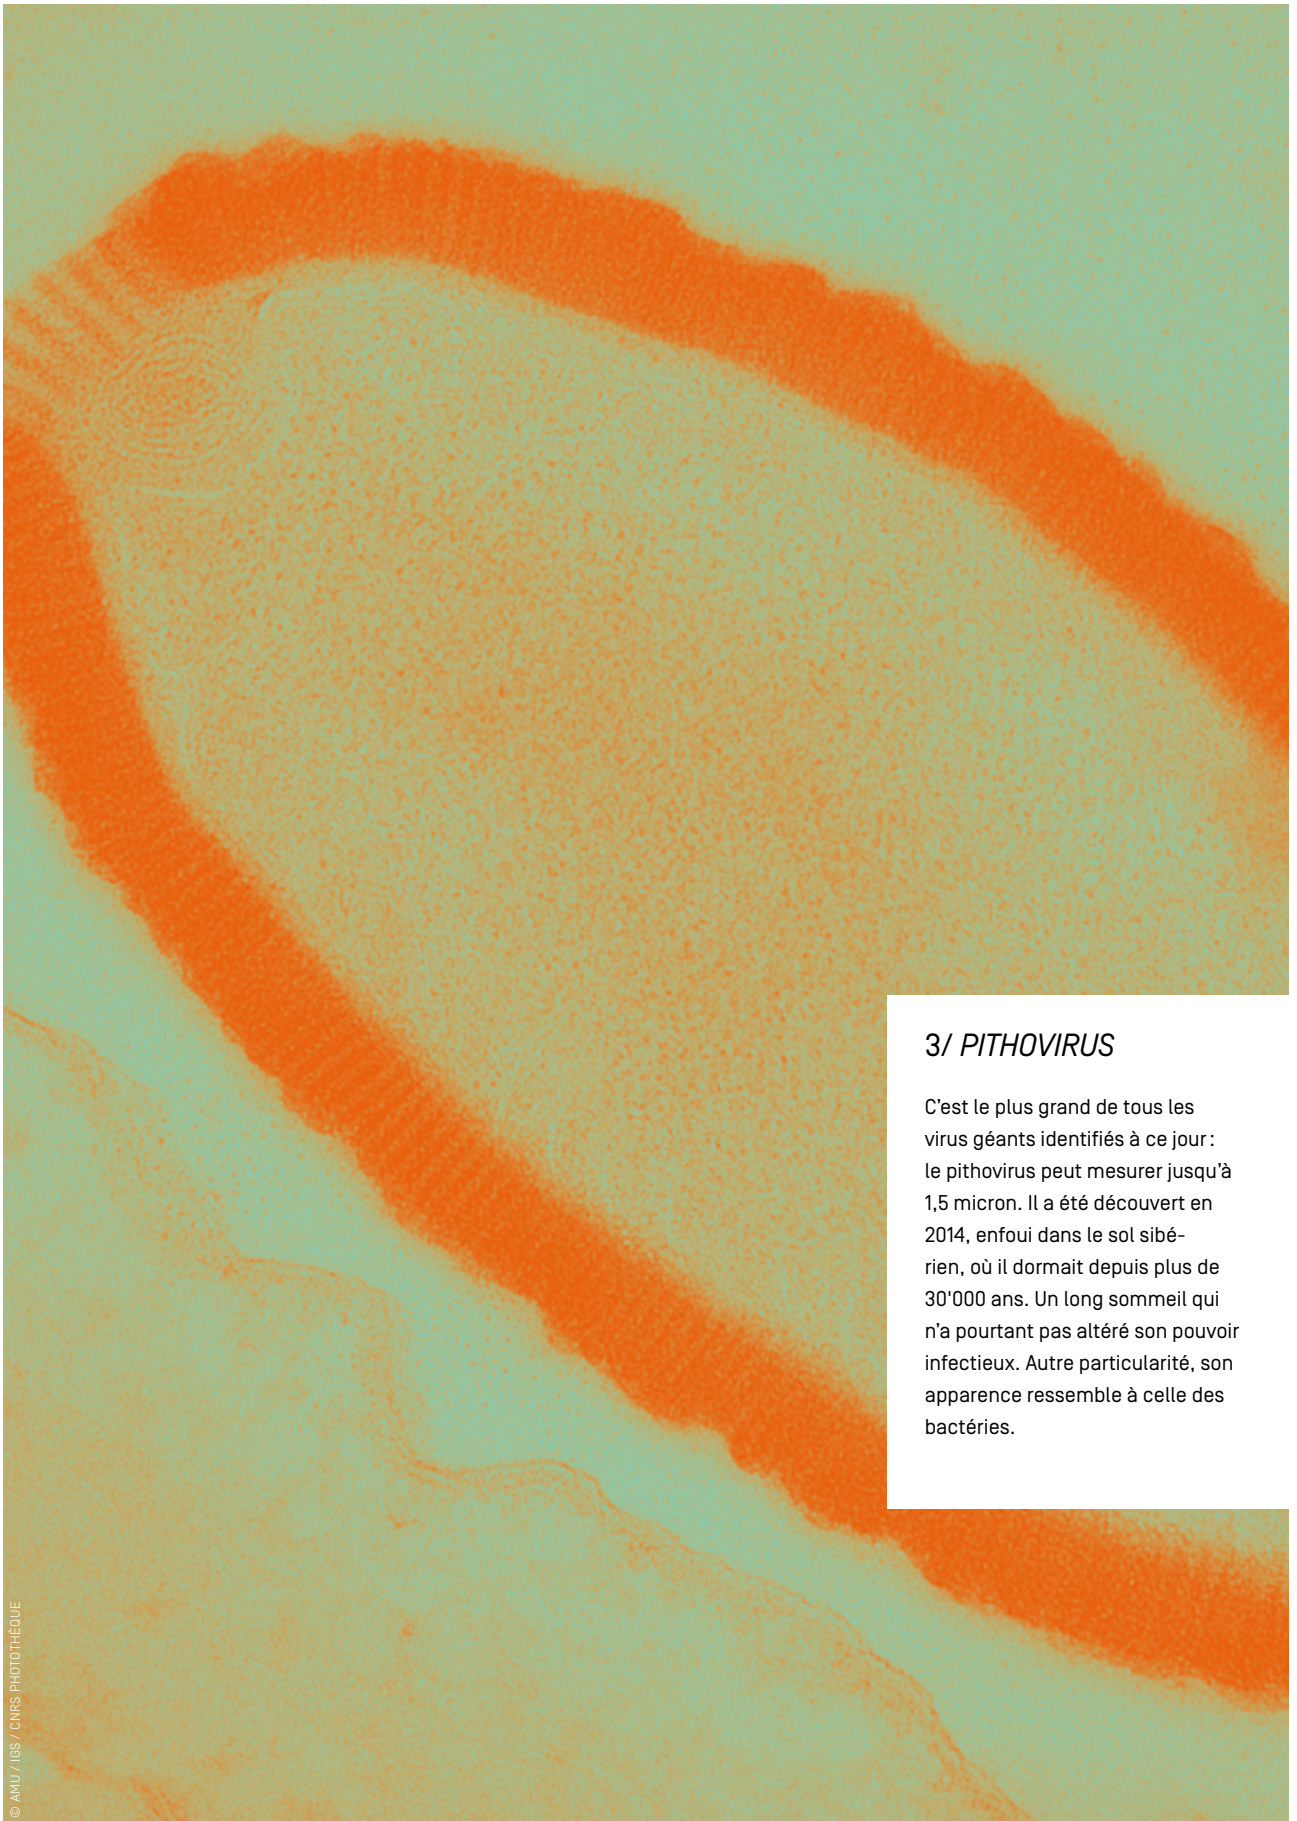 3/ PITHOVIRUS
C’est le plus grand de tous les
virus géants identifiés à ce jour :
le pithovirus peut mesurer jusqu’à
1,5 micron. Il a été découvert en
2014, enfoui dans le sol sibé-
rien, où il dormait depuis plus de
30'000 ans. Un long sommeil qui
n’a pourtant pas altéré son pouvoir
infectieux. Autre particularité, son
apparence ressemble à celle des
bactéries.
© AMU / IGS / CNRS PHOTOTHÈQUE